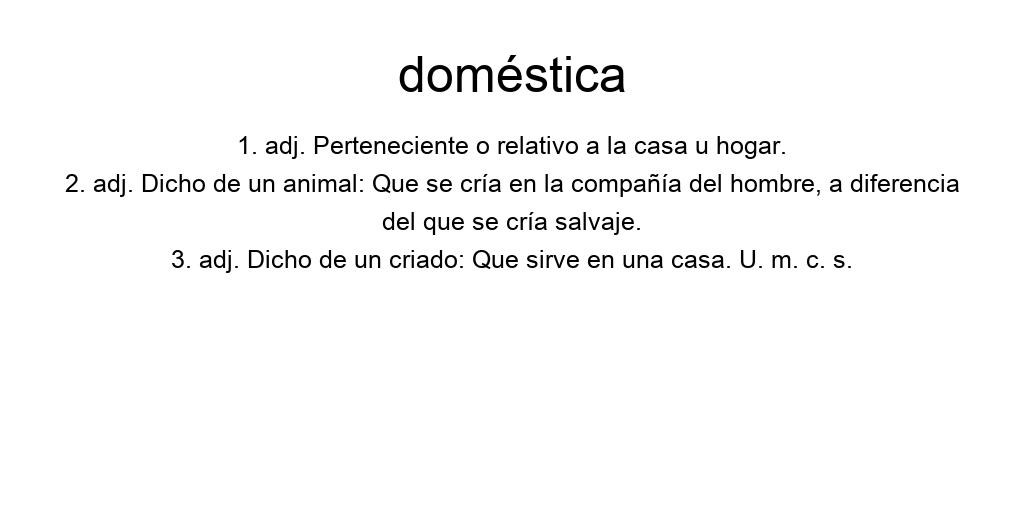 doméstica
1. adj. Perteneciente o relativo a la casa u hogar.
2. adj. Dicho de un animal: Que se cría en la compañía del hombre, a diferencia
del que se cría salvaje.
3. adj. Dicho de un criado: Que sirve en una casa. U. m. c. s.